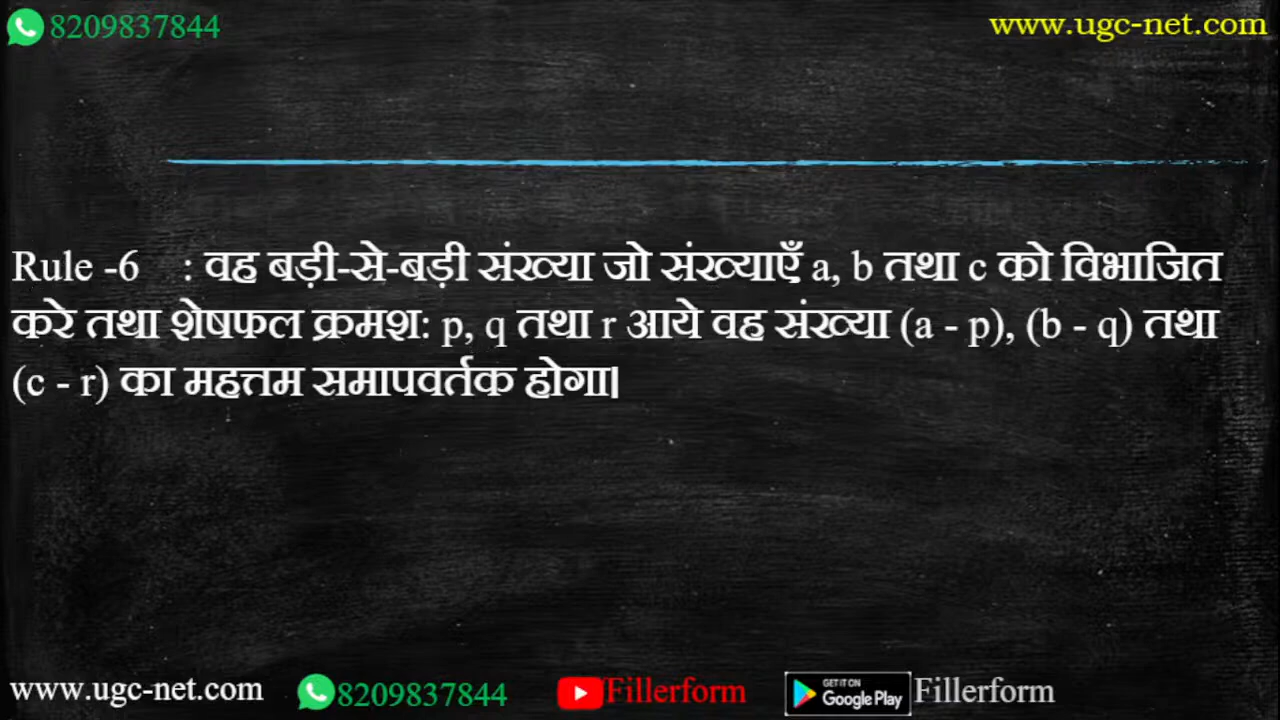 8209837844
www.ugc-net.com
Rule -6 : वह बड़ी-से-बड़ी संख्या जो संख्याएँ a, b तथा c को विभाजित
करे तथा शेषफल क्रमश: p, q तथा r आये वह संख्या (a - p), (b - q) तथा
(c - r) का महत्तम समापवर्तक होगा।
www.ugc-net.com
8209837844
Fillerform
GET IT ON
Google Play
Fillerform